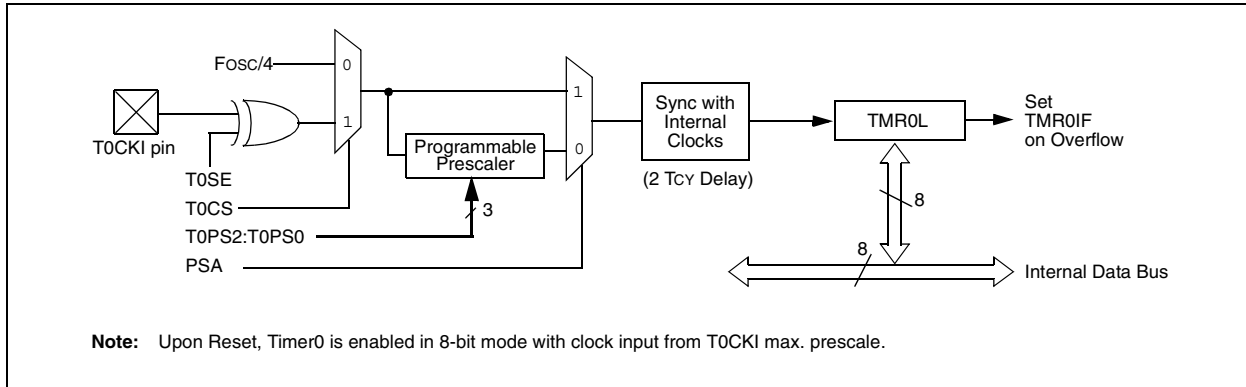 FOSC/4
0
1
T0CKI pin
T0SE
T0CS
T0PS2:T0PS0
PSA
Programmable
Prescaler
3
1
0
Sync with
Internal
Clocks
(2 TCY Delay)
TMR0L
Set
TMR0IF
on Overflow
8
8
Internal Data Bus
Note: Upon Reset, Timer0 is enabled in 8-bit mode with clock input from T0CKI max. prescale.